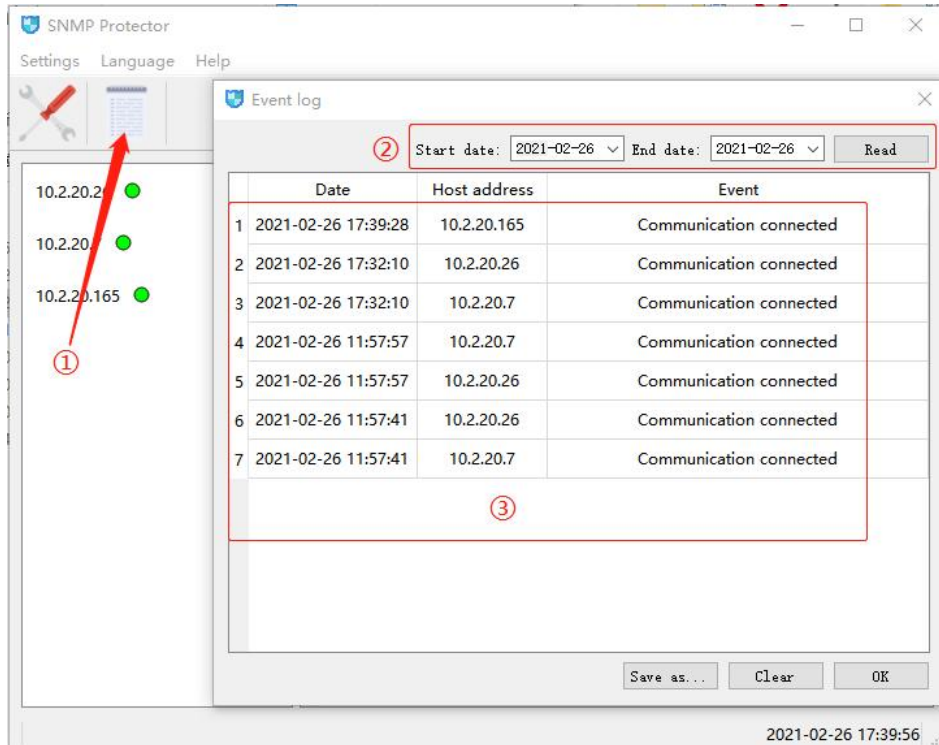 SNMP Protector
Settings Language Help
Event log
② Start date: 2021-02-26 End date: 2021-02-26 Read
10.2.20.26
10.2.20.7
10.2.20.165
①
Date Host address Event
1 2021-02-26 17:39:28 10.2.20.165 Communication connected
2 2021-02-26 17:32:10 10.2.20.26 Communication connected
3 2021-02-26 17:32:10 10.2.20.7 Communication connected
4 2021-02-26 11:57:57 10.2.20.7 Communication connected
5 2021-02-26 11:57:57 10.2.20.26 Communication connected
6 2021-02-26 11:57:41 10.2.20.26 Communication connected
7 2021-02-26 11:57:41 10.2.20.7 Communication connected
③
Save as... Clear OK
2021-02-26 17:39:56